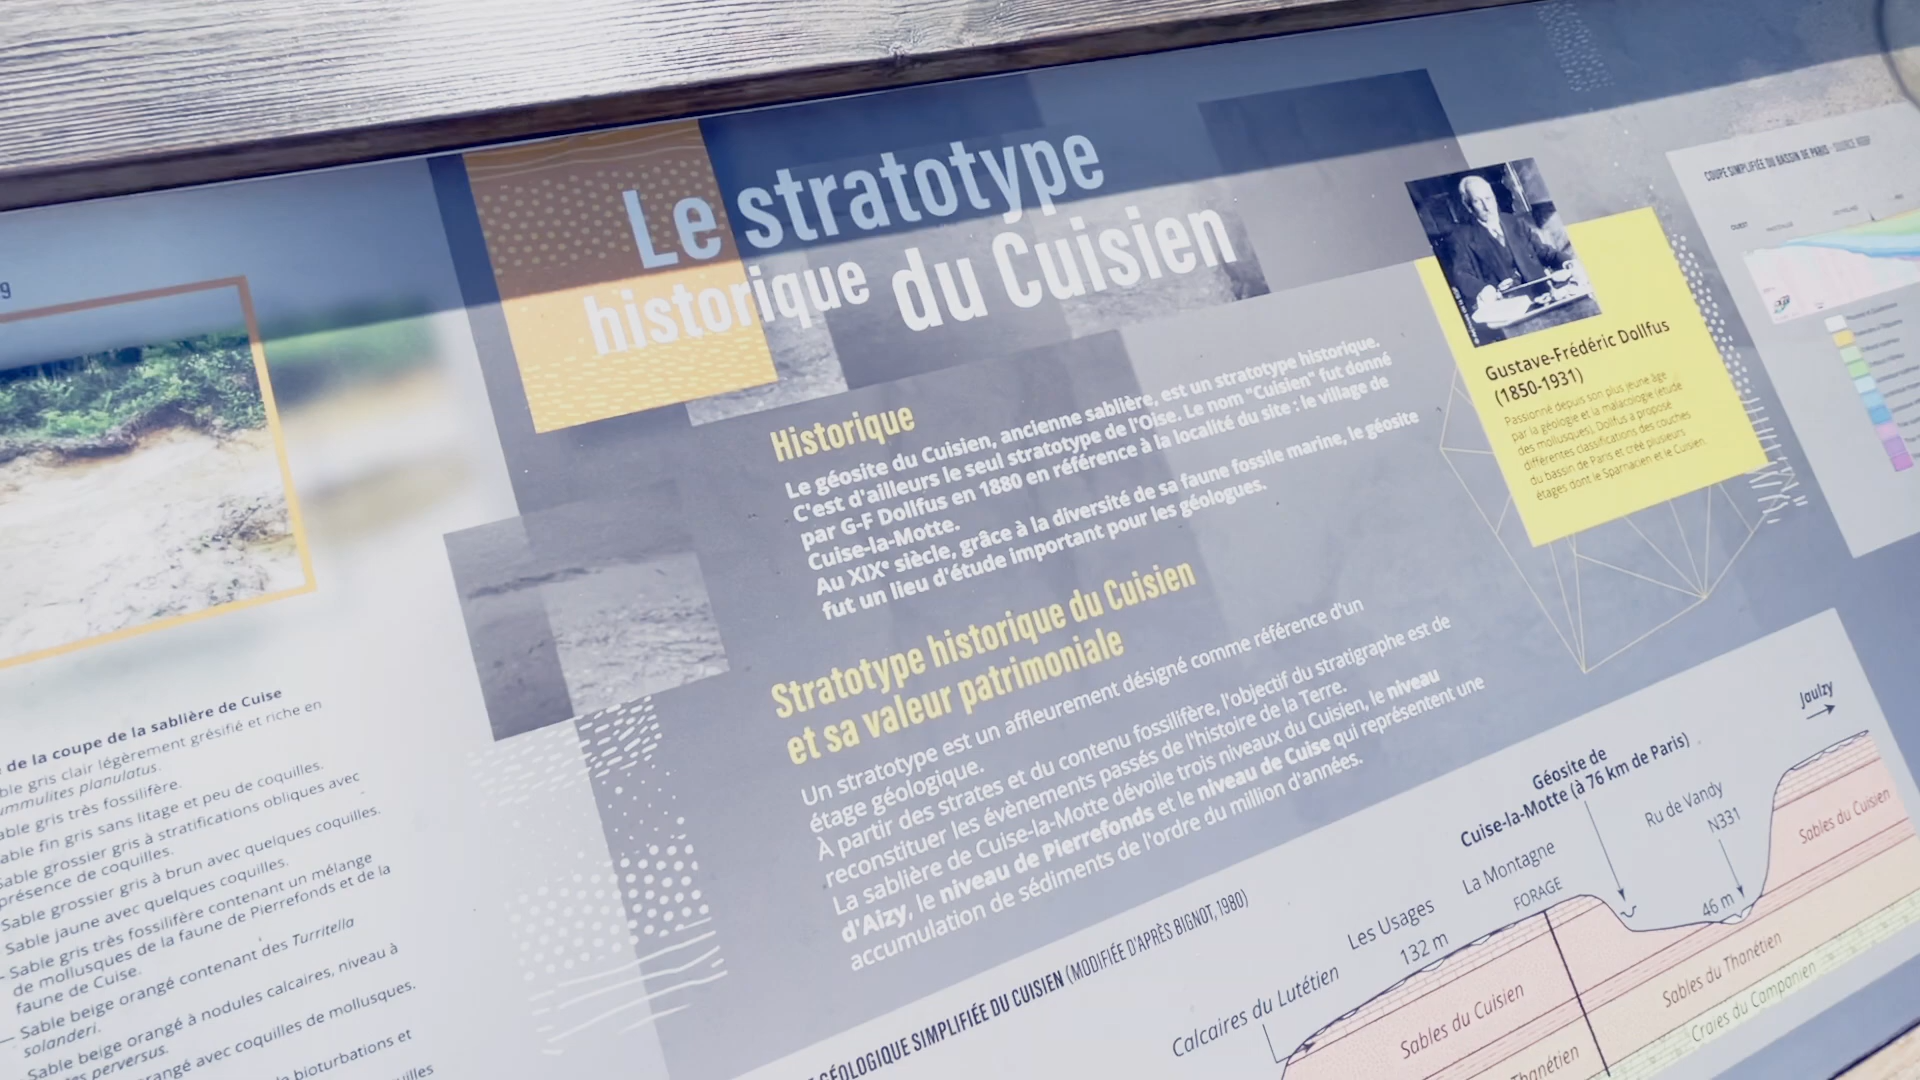 9
de la coupe de la sablière de Cuise
gris clair légèrement grésifié et riche en
planulatus.
gris très fossilifère.
fin gris sans litage et peu de coquilles.
grossier gris à stratifications obliques avec
présence de coquilles.
Sable grossier gris à brun avec quelques coquilles.
Sable jaune avec quelques coquilles.
Sable gris très fossilifère contenant un mélange
de mollusques de la faune de Pierrefonds et de la
faune de Cuise.
Sable beige orangé contenant des Turritella
solanderi.
Sable beige orangé à nodules calcaires, niveau à
perversus.
avec coquilles de mollusques.
bioturbations et
Le stratotype
historique du Cuisien
Historique
Le géosite du Cuisien, ancienne sablière, est un stratotype historique.
C'est d'ailleurs le seul stratotype de l'Oise. Le nom "Cuisien" fut donné
par G-F Dollfus en 1880 en référence à la localité du site : le village de
Cuise-la-Motte.
Au XIXe siècle, grâce à la diversité de sa faune fossile marine, le géosite
fut un lieu d'étude important pour les géologues.
Stratotype historique du Cuisien
et sa valeur patrimoniale
Un stratotype est un affleurement désigné comme référence d'un
étage géologique.
À partir des strates et du contenu fossilifère, l'objectif du stratigraphe est de
reconstituer les évènements passés de l'histoire de la Terre.
La sablière de Cuise-la-Motte dévoile trois niveaux du Cuisien, le niveau
d'Aizy, le niveau de Pierrefonds et le niveau de Cuise qui représentent une
accumulation de sédiments de l'ordre du million d'années.
Gustave-Frédéric Dollfus
(1850-1931)
Passionné depuis son plus jeune âge
par la géologie et la malacologie (étude
des mollusques), Dollfus a proposé
différentes classifications des couches
du bassin de Paris et créé plusieurs
étages dont le Sparnacien et le Cuisien.
COUPE SIMPLIFIÉE DU BASSIN DE PARIS
OUEST
GÉOLOGIQUE SIMPLIFIÉE DU CUISIEN (MODIFIÉE D'APRÈS BIGNOT, 1980)
Jaulzy
Géosite de
Cuise-la-Motte (à 76 km de Paris)
Ru de Vandy
N331
La Montagne
FORAGE
46 m
Les Usages
132 m
Calcaires du Lutétien
Sables du Cuisien
Sables du Cuisien
Sables du Thanétien
Craies du Campanien
Thanétien